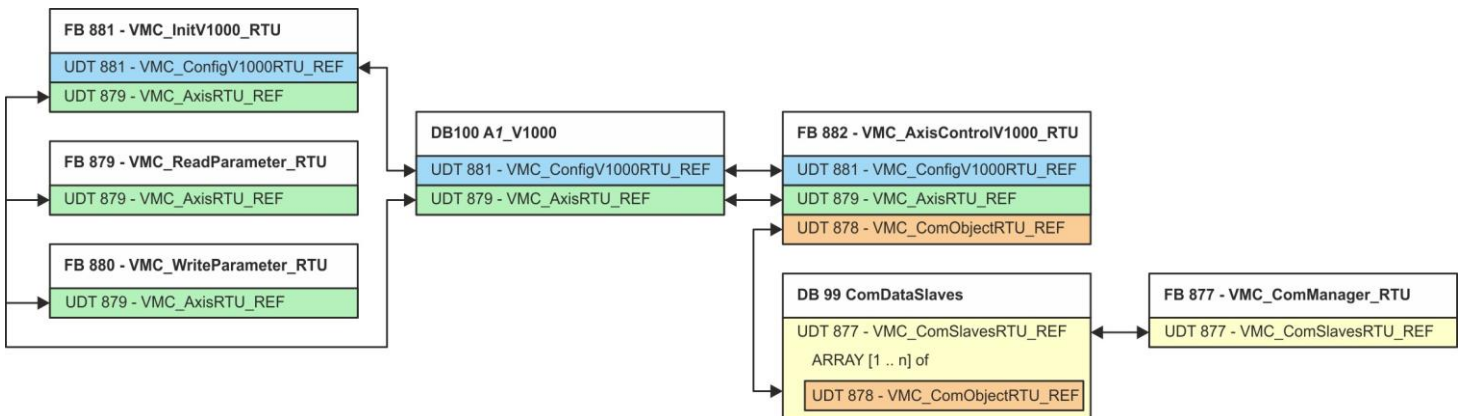 FB 881 - VMC_InitV1000_RTU
UDT 881 - VMC_ConfigV1000RTU_REF
UDT 879 - VMC_AxisRTU_REF
FB 879 - VMC_ReadParameter_RTU
UDT 879 - VMC_AxisRTU_REF
FB 880 - VMC_WriteParameter_RTU
UDT 879 - VMC_AxisRTU_REF
DB100 A1_V1000
UDT 881 - VMC_ConfigV1000RTU_REF
UDT 879 - VMC_AxisRTU_REF
FB 882 - VMC_AxisControlV1000_RTU
UDT 881 - VMC_ConfigV1000RTU_REF
UDT 879 - VMC_AxisRTU_REF
UDT 878 - VMC_ComObjectRTU_REF
DB 99 ComDataSlaves
UDT 877 - VMC_ComSlavesRTU_REF
ARRAY [1 .. n] of
UDT 878 - VMC_ComObjectRTU_REF
FB 877 - VMC_ComManager_RTU
UDT 877 - VMC_ComSlavesRTU_REF